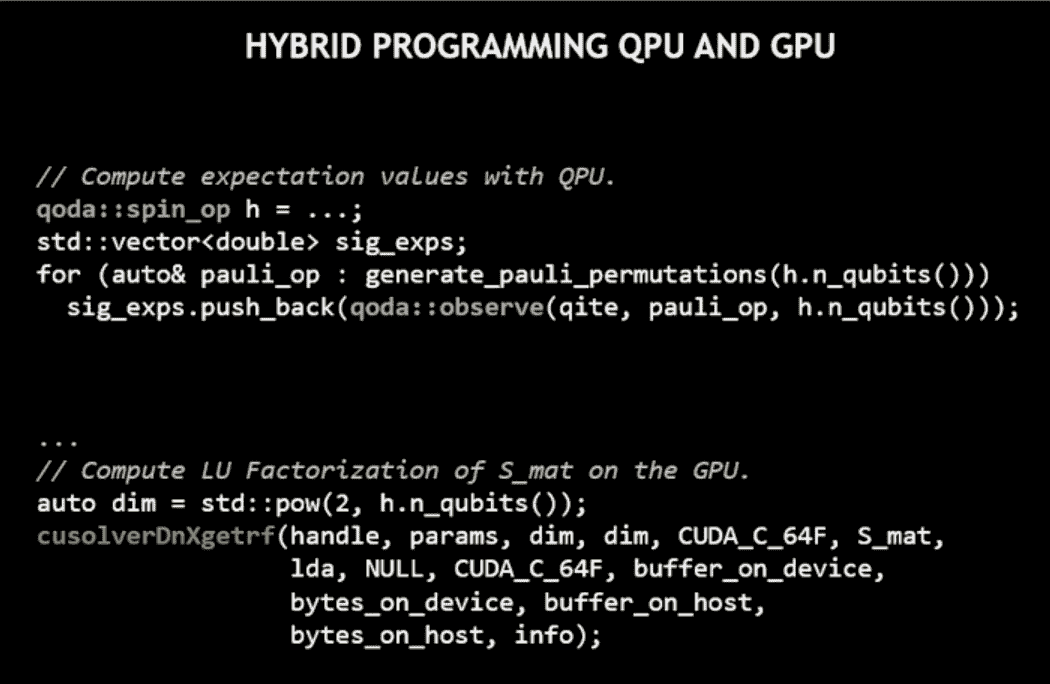 HYBRID PROGRAMMING QPU AND GPU
// Compute expectation values with QPU.
qoda::spin_op h = ...;
std::vector<double> sig_exps;
for (auto& pauli_op : generate_pauli_permutations(h.n_qubits()))
sig_exps.push_back(qoda::observe(qite, pauli_op, h.n_qubits()));
...
// Compute LU Factorization of S_mat on the GPU.
auto dim = std::pow(2, h.n_qubits());
cusolverDnXgetrf(handle, params, dim, dim, CUDA_C_64F, S_mat,
lda, NULL, CUDA_C_64F, buffer_on_device,
bytes_on_device, buffer_on_host,
bytes_on_host, info);